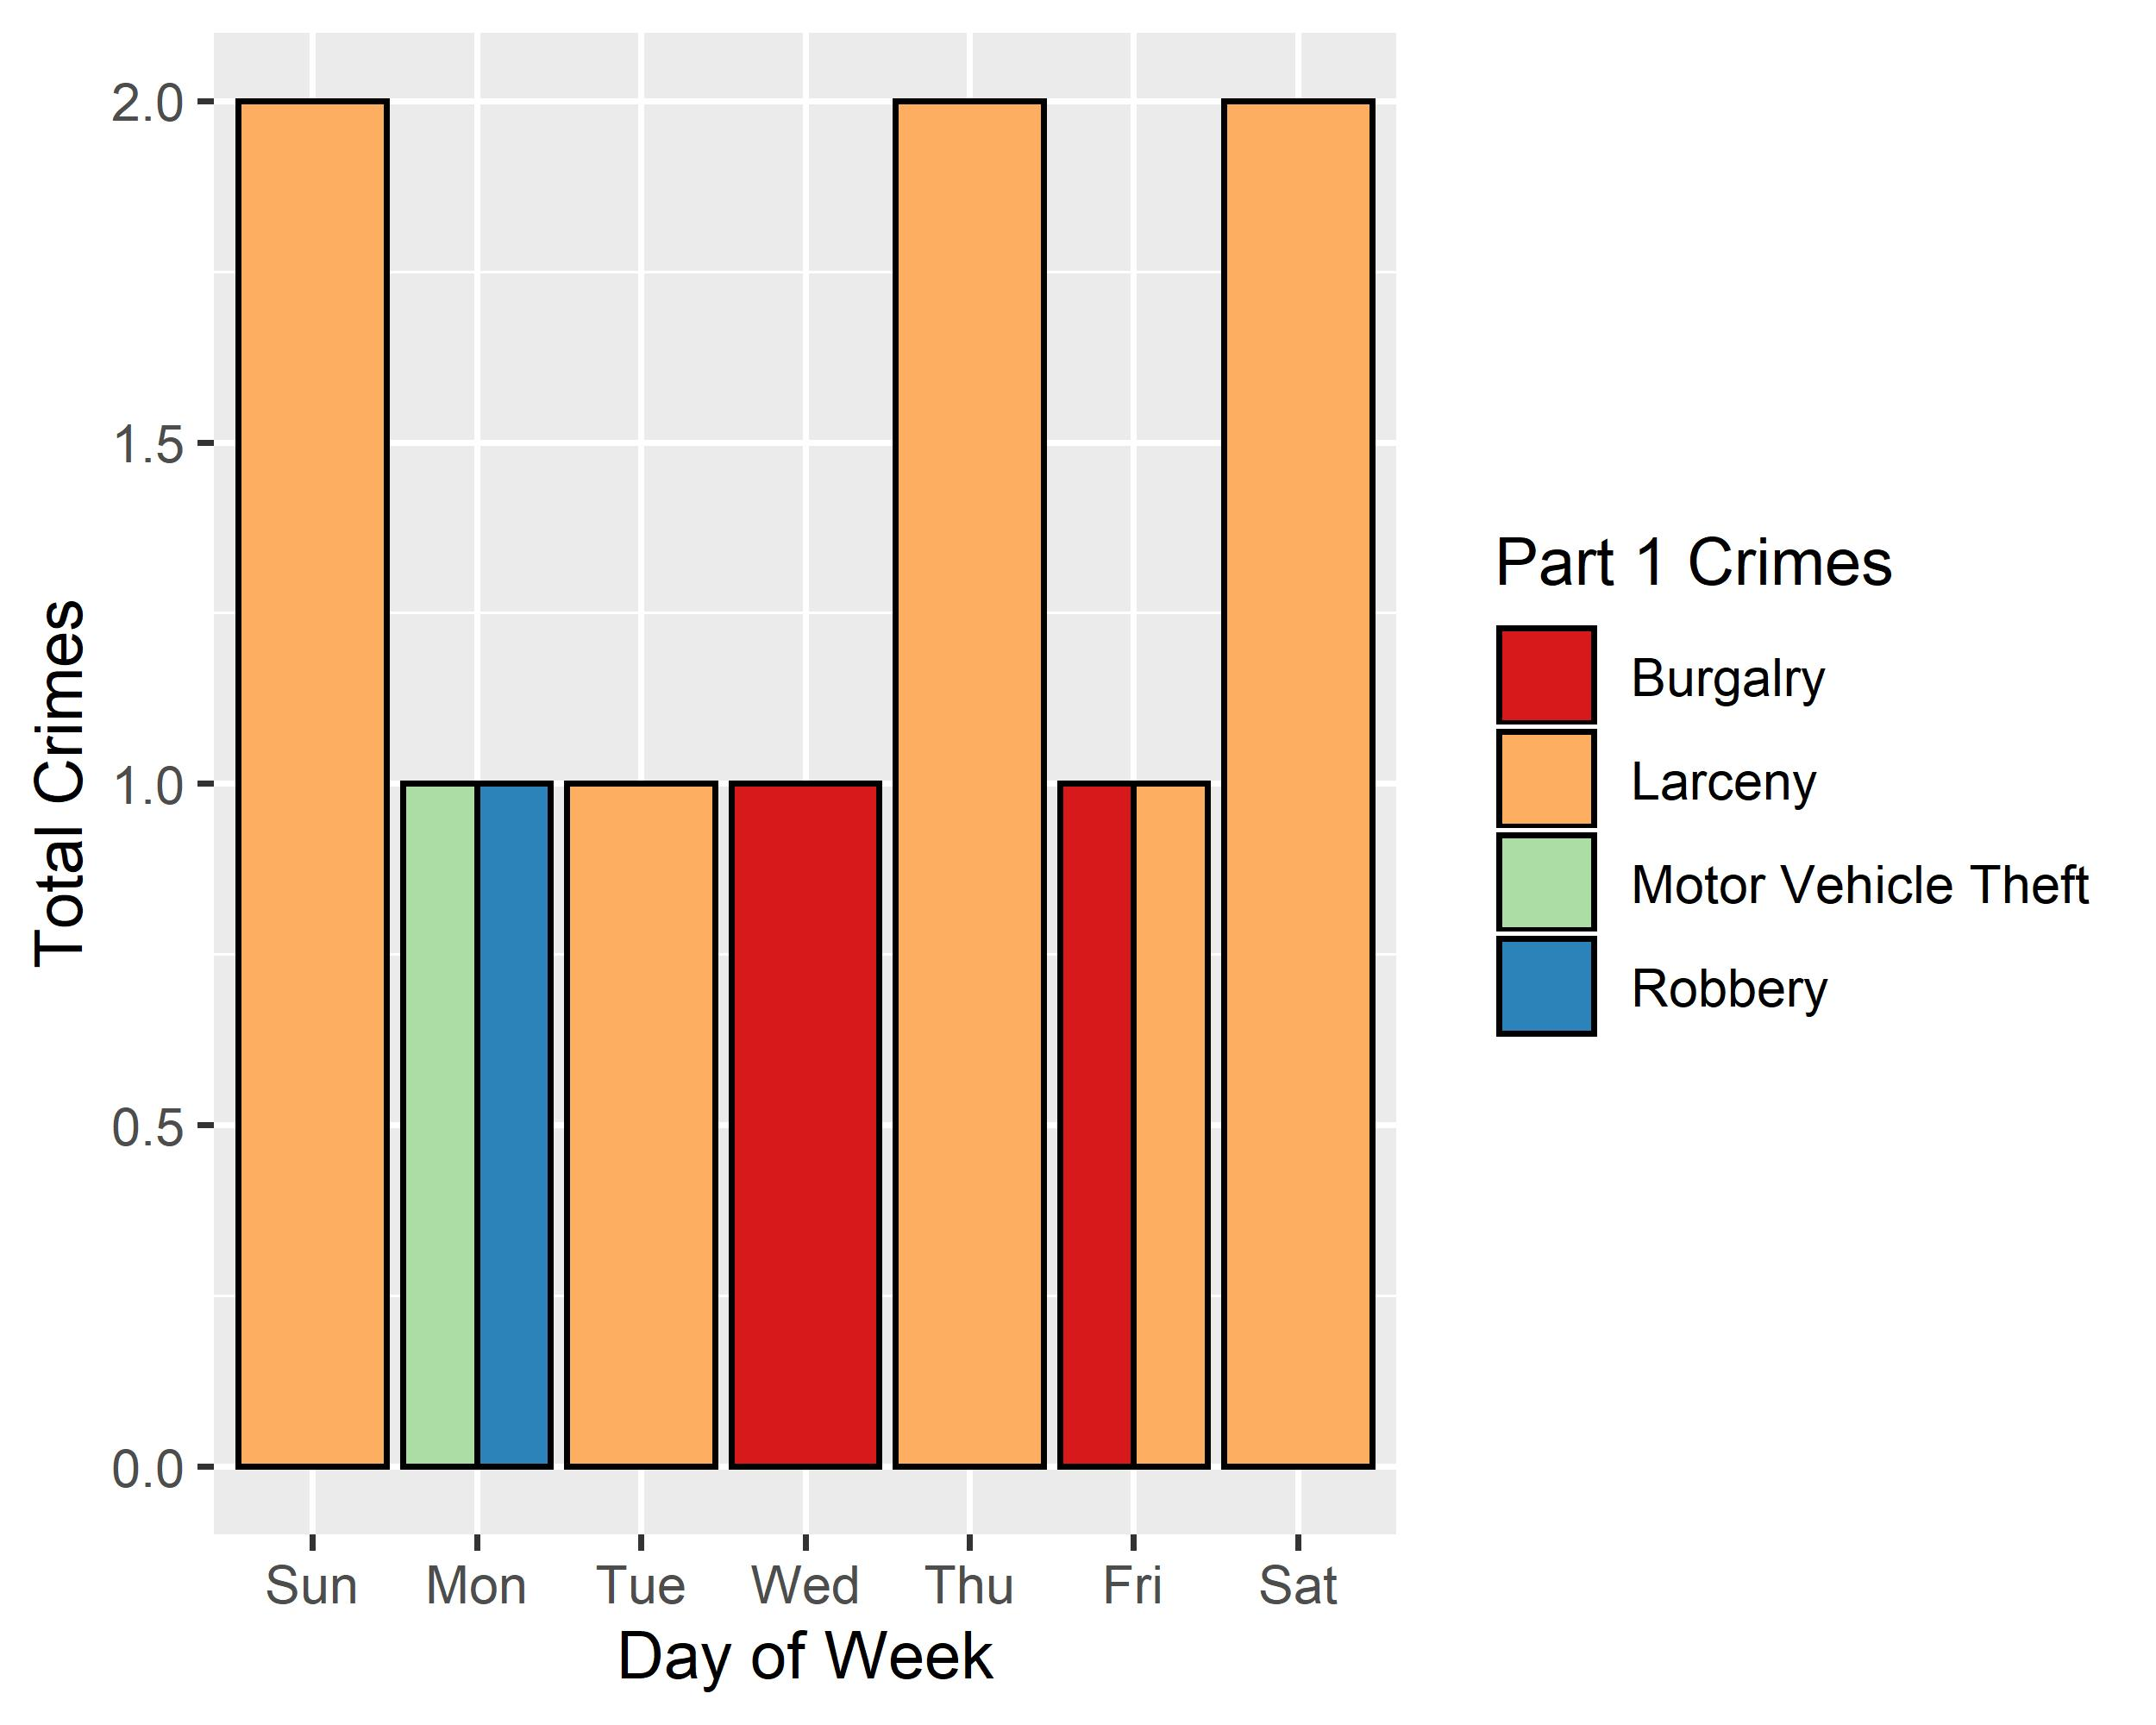 2.0
1.5
1.0
0.5
0.0
Total Crimes
Sun Mon Tue Wed Thu Fri Sat
Day of Week
Part 1 Crimes
Burgalry
Larceny
Motor Vehicle Theft
Robbery